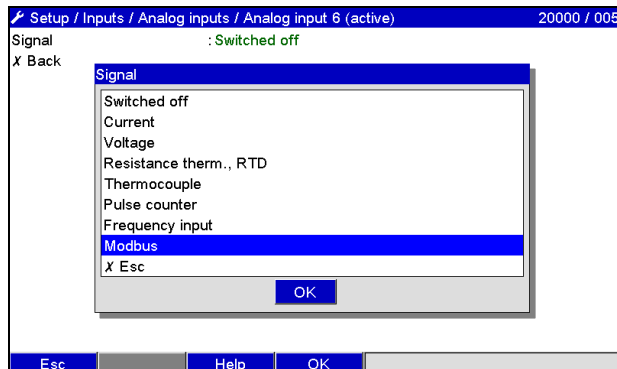 Setup / Inputs / Analog inputs / Analog input 6 (active) 20000 / 005
Signal : Switched off
X Back
Signal
Switched off
Current
Voltage
Resistance therm., RTD
Thermocouple
Pulse counter
Frequency input
Modbus
X Esc
OK
Esc Help OK